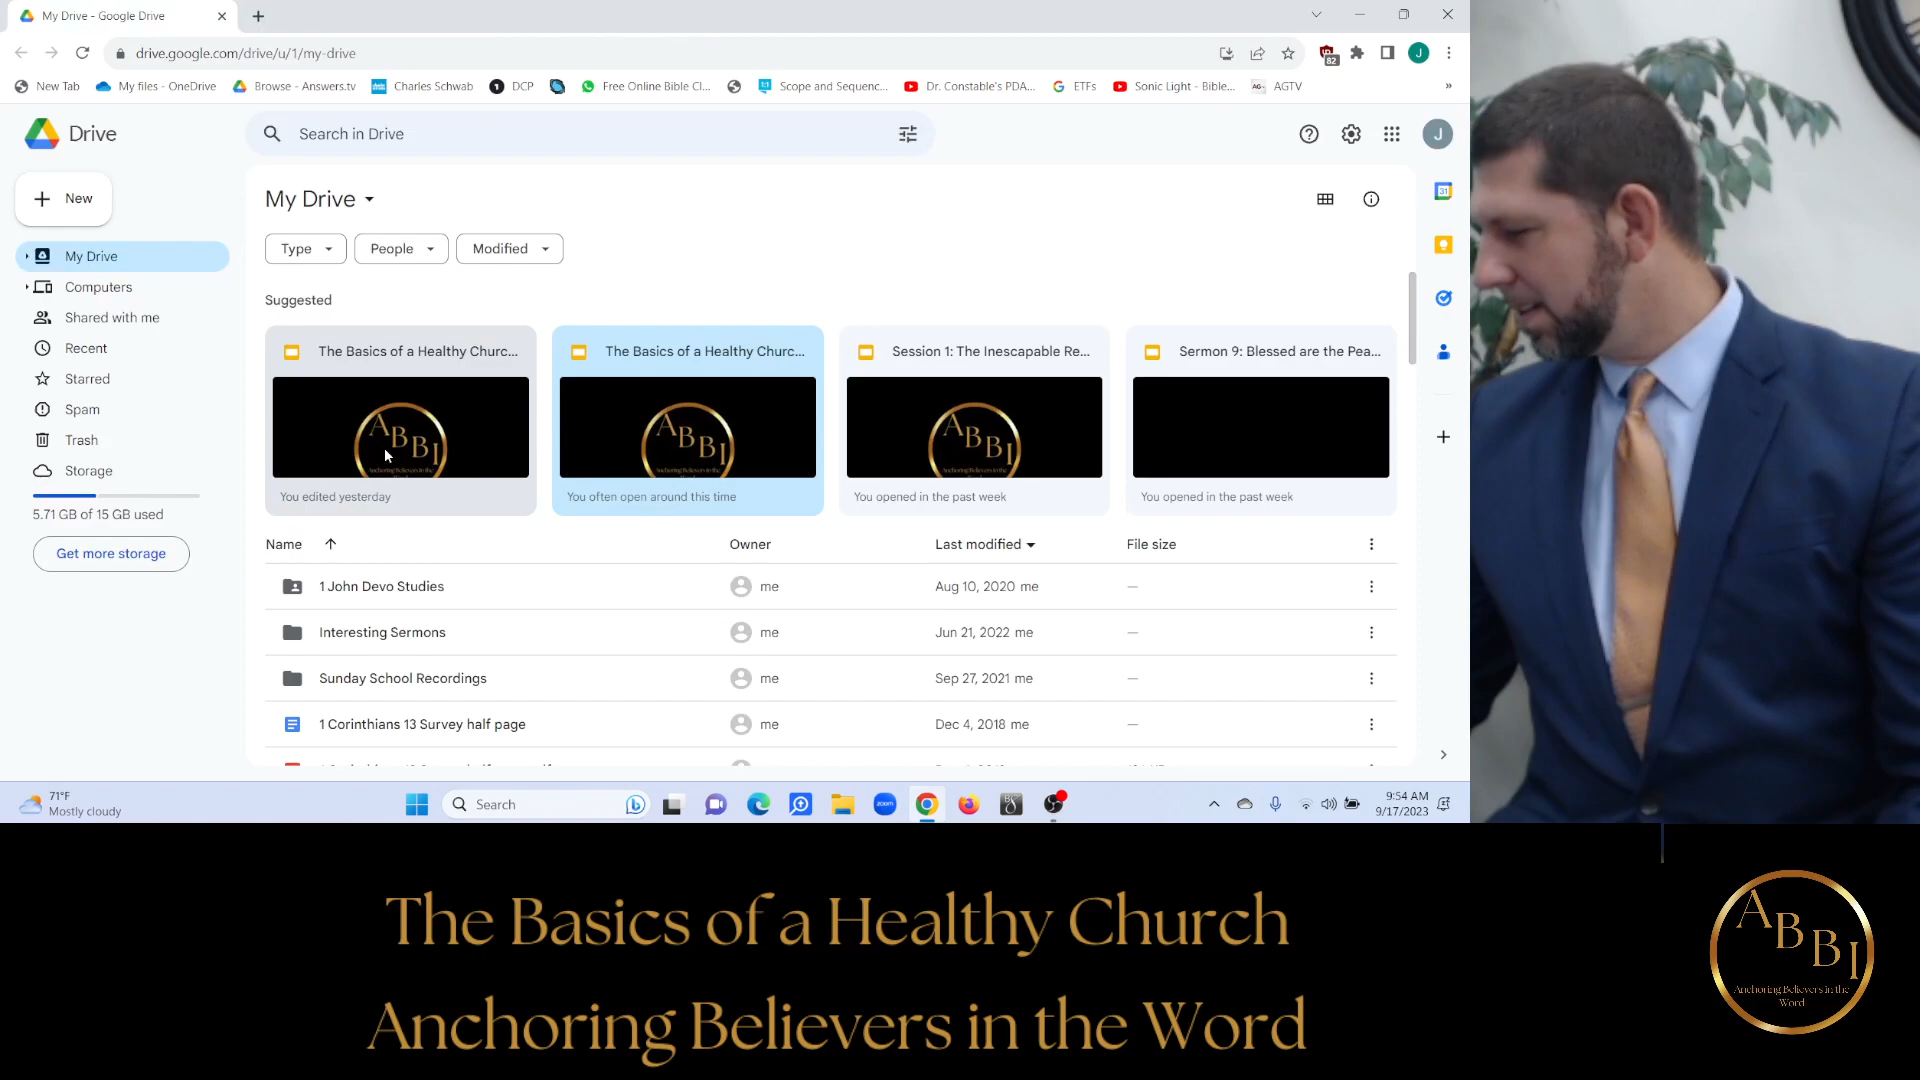 My Drive - Google Drive
drive.google.com/drive/u/1/my-drive
82
J
New Tab
My files - OneDrive
Browse - Answers.tv
Charles Schwab
DCP
Free Online Bible Cl...
Scope and Sequenc...
Dr. Constable's PDA...
ETFs
Sonic Light - Bible...
AGTV
Drive
Search in Drive
J
New
My Drive
Computers
Shared with me
Recent
Starred
Spam
Trash
Storage
5.71 GB of 15 GB used
Get more storage
My Drive
Type
People
Modified
Suggested
The Basics of a Healthy Churc...
ABBI
You edited yesterday
The Basics of a Healthy Churc...
ABBI
You often open around this time
Session 1: The Inescapable Re...
ABBI
You opened in the past week
Sermon 9: Blessed are the Pea...
You opened in the past week
Name Owner Last modified File size
1 John Devo Studies me Aug 10, 2020 me —
Interesting Sermons me Jun 21, 2022 me —
Sunday School Recordings me Sep 27, 2021 me —
1 Corinthians 13 Survey half page me Dec 4, 2018 me —
31
71°F
Mostly cloudy
Search
zoom
9:54 AM
9/17/2023
The Basics of a Healthy Church
Anchoring Believers in the Word
ABBI
Anchoring Believers in the
Word